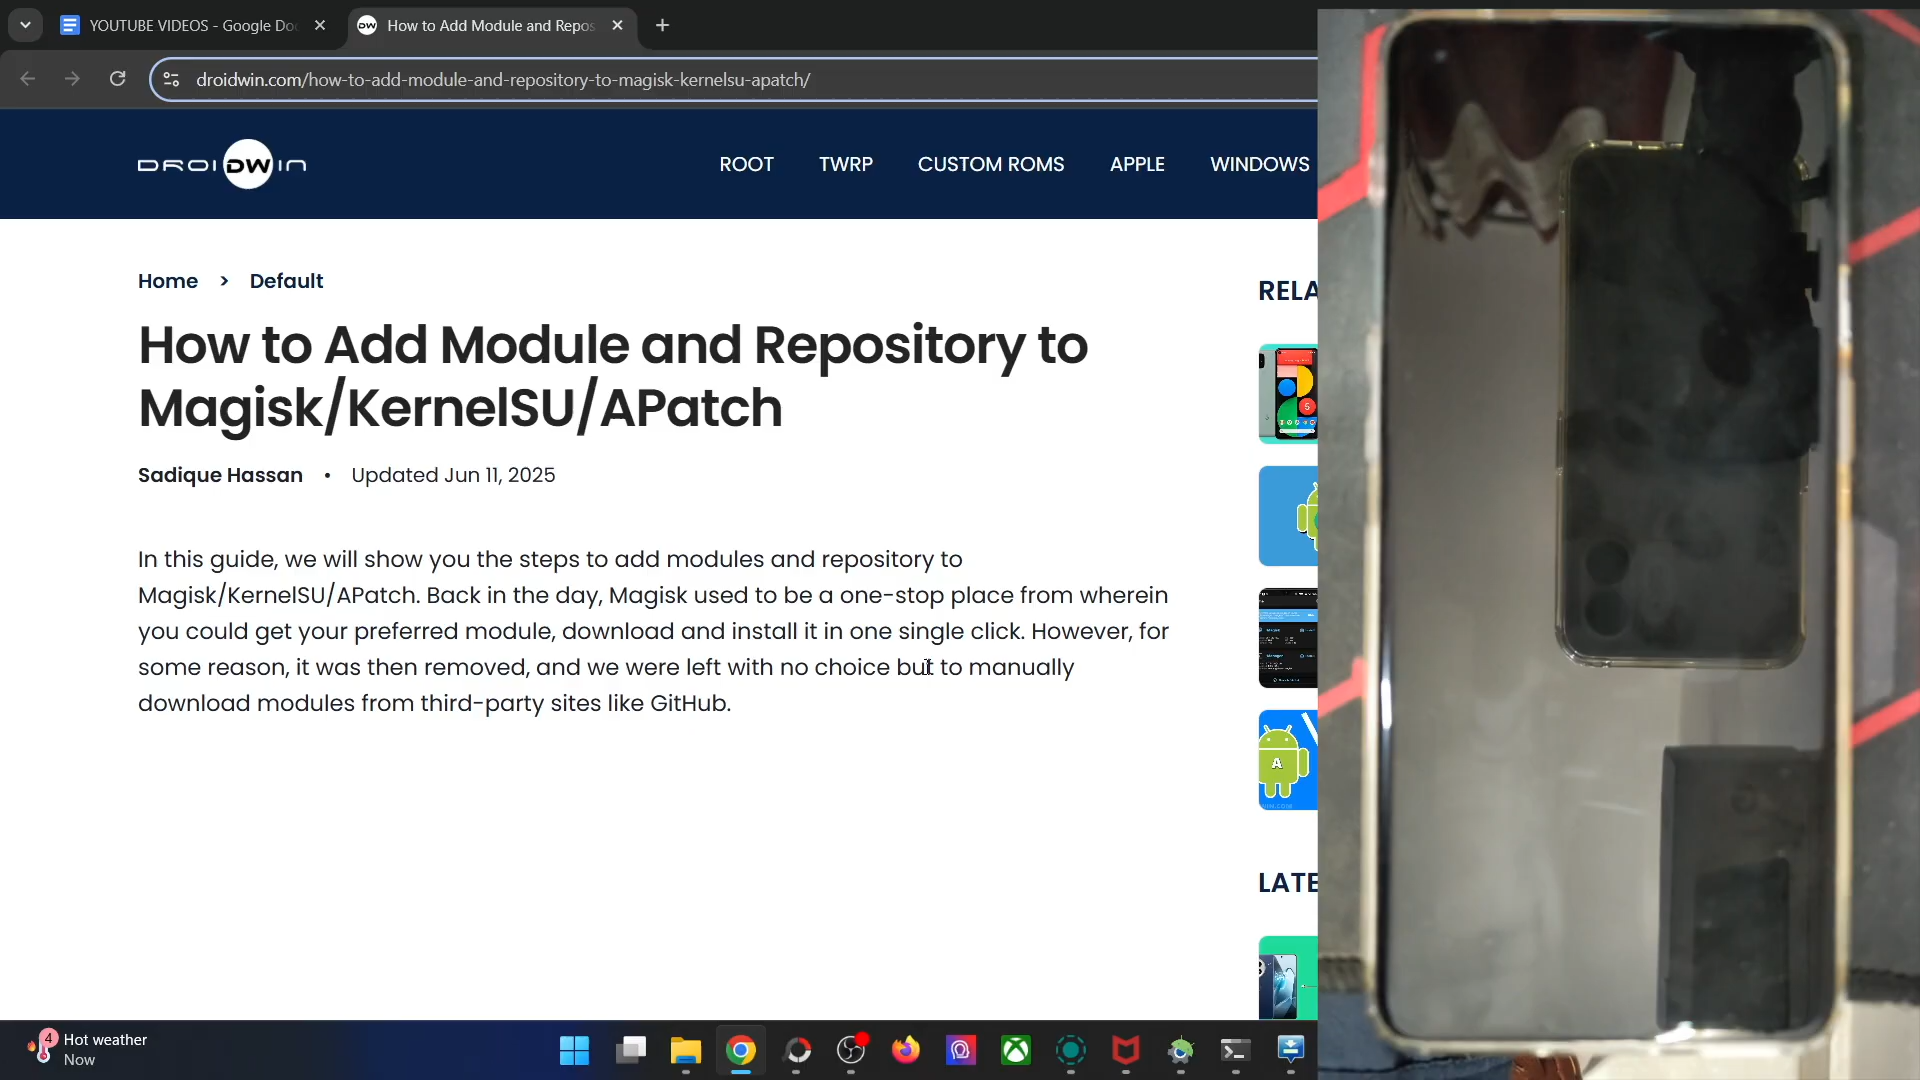 YOUTUBE VIDEOS - Google Do
How to Add Module and Repos
droidwin.com/how-to-add-module-and-repository-to-magisk-kernelsu-apatch/
DROIDWIN
ROOT
TWRP
CUSTOM ROMS
APPLE
WINDOWS
Home > Default
RELA
How to Add Module and Repository to
Magisk/KernelSU/APatch
Sadique Hassan • Updated Jun 11, 2025
In this guide, we will show you the steps to add modules and repository to
Magisk/KernelSU/APatch. Back in the day, Magisk used to be a one-stop place from wherein
you could get your preferred module, download and install it in one single click. However, for
some reason, it was then removed, and we were left with no choice but to manually
download modules from third-party sites like GitHub.
LATE
4
Hot weather
Now